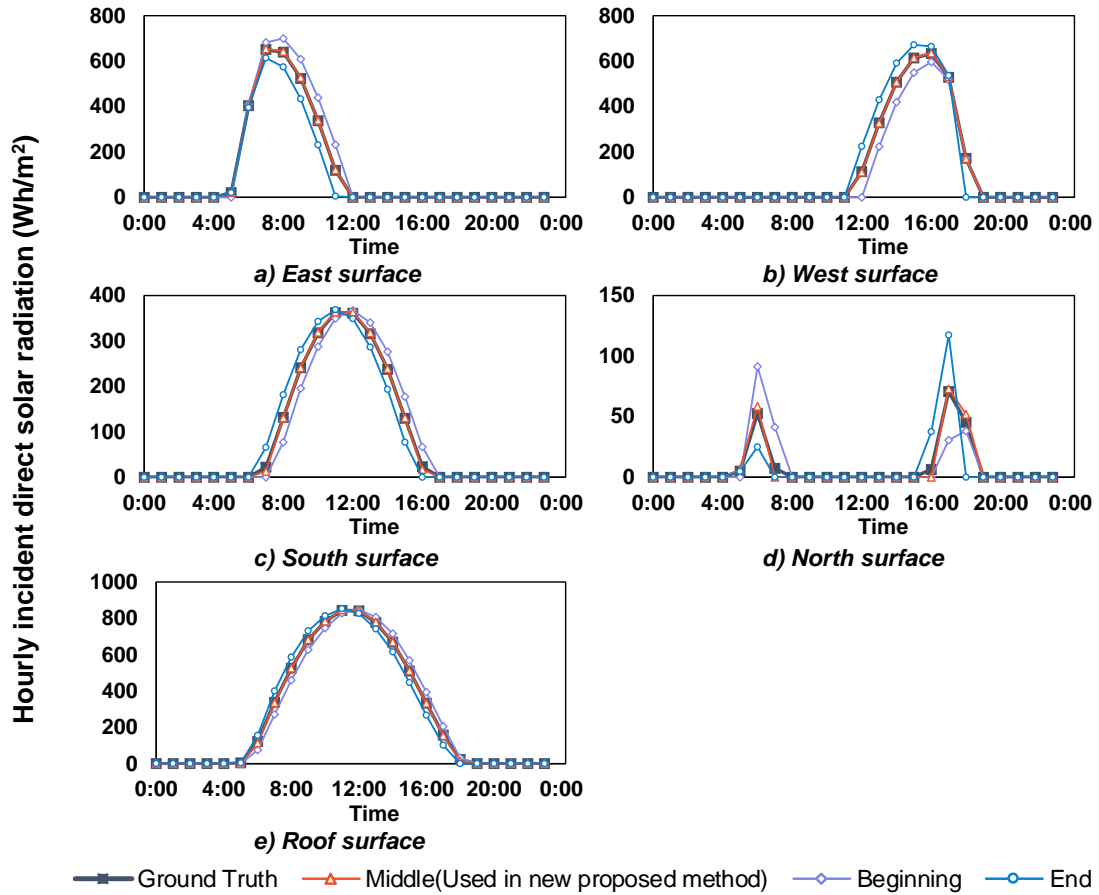 Hourly incident direct solar radiation (Wh/m²)
800
600
400
200
0
0:00 4:00 8:00 12:00 16:00 20:00 0:00
Time
a) East surface
800
600
400
200
0
0:00 4:00 8:00 12:00 16:00 20:00 0:00
Time
b) West surface
400
300
200
100
0
0:00 4:00 8:00 12:00 16:00 20:00 0:00
Time
c) South surface
150
100
50
0
0:00 4:00 8:00 12:00 16:00 20:00 0:00
Time
d) North surface
1000
800
600
400
200
0
0:00 4:00 8:00 12:00 16:00 20:00 0:00
Time
e) Roof surface
Ground Truth Middle(Used in new proposed method) Beginning End